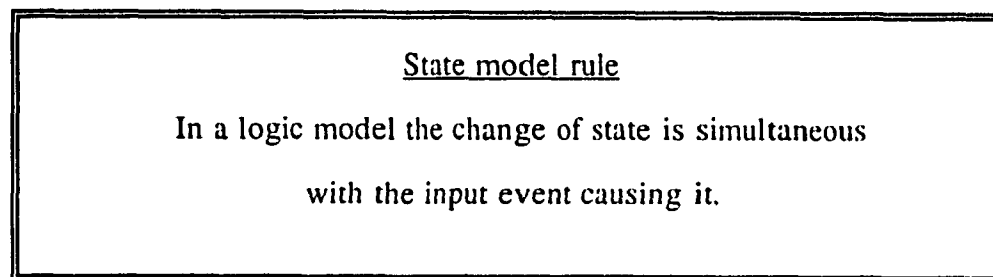 State model rule
In a logic model the change of state is simultaneous
with the input event causing it.